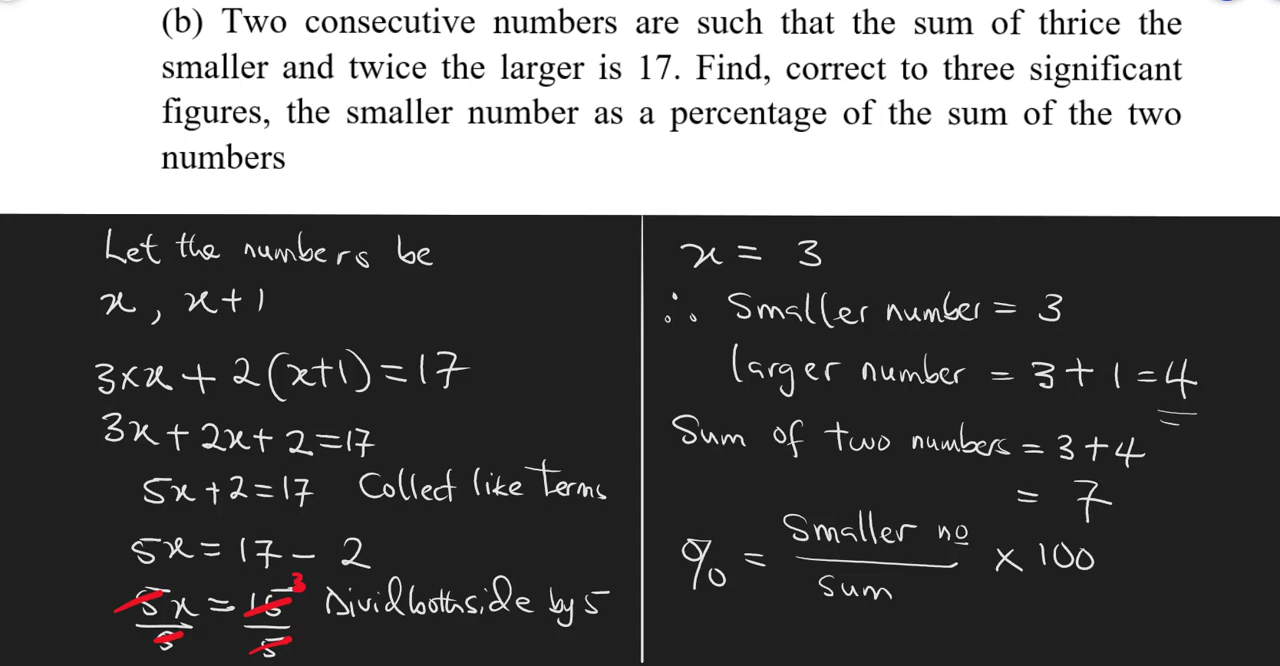 (b) Two consecutive numbers are such that the sum of thrice the
smaller and twice the larger is 17. Find, correct to three significant
figures, the smaller number as a percentage of the sum of the two
numbers
Let the numbers be
x, x+1
3×x + 2(x+1) = 17
3x + 2x + 2 = 17
5x + 2 = 17 Collect like Terms
5x = 17 - 2
5x/5 = 15/5 3 Divid bothside by 5
x = 3
∴ Smaller number = 3
larger number = 3 + 1 = 4
Sum of two numbers = 3 + 4
= 7
% = Smaller no/sum × 100